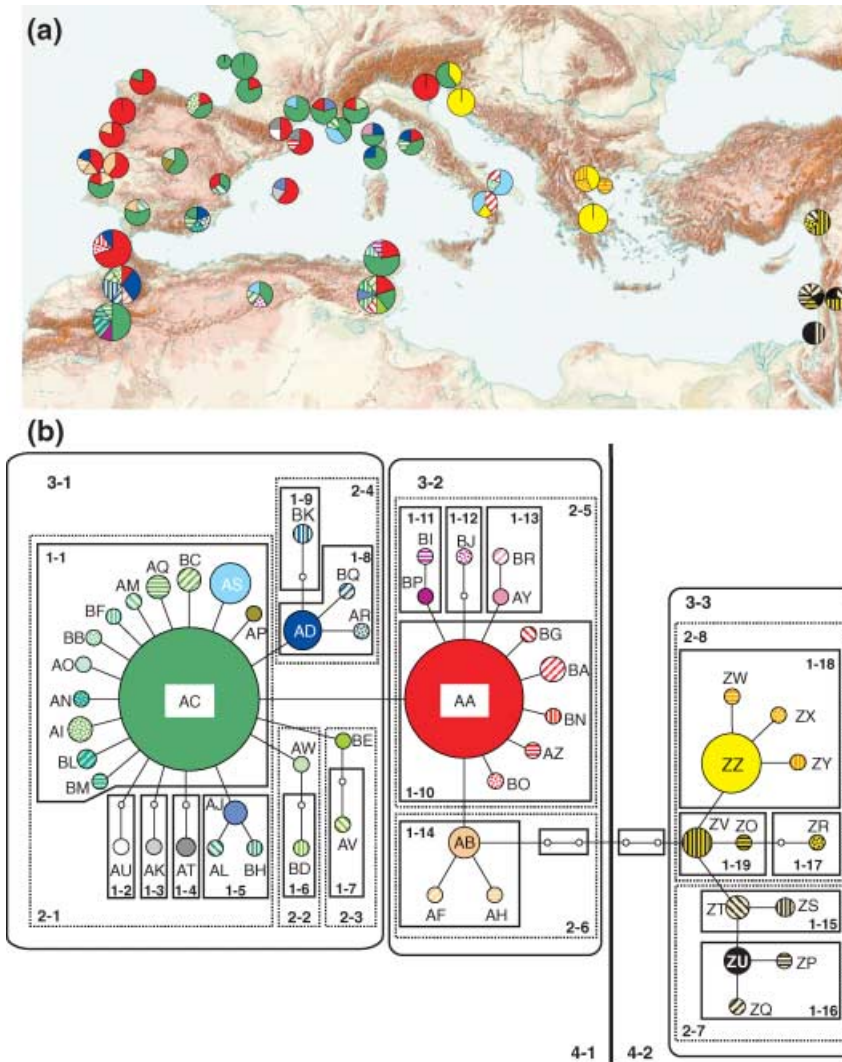 (a)
(b)
3-1
3-2
2-4
1-9
BK
2-5
1-11
1-12
1-13
BI
BJ
BR
BP
AY
1-1
AQ
BC
AM
AS
BF
AP
BB
AO
AN
AC
AI
BL
BM
1-8
BQ
AD
AR
BG
BA
AA
BN
AZ
BO
1-10
3-3
2-8
1-18
ZW
ZX
ZZ
ZY
ZV
ZO
ZR
1-19
1-17
AW
BE
AJ
AV
AU
AK
AT
AL
BH
BD
1-2
1-3
1-4
1-5
1-6
1-7
2-1
2-2
2-3
1-14
AB
AF
AH
2-6
ZT
ZS
1-15
ZU
ZP
ZQ
1-16
2-7
4-1
4-2